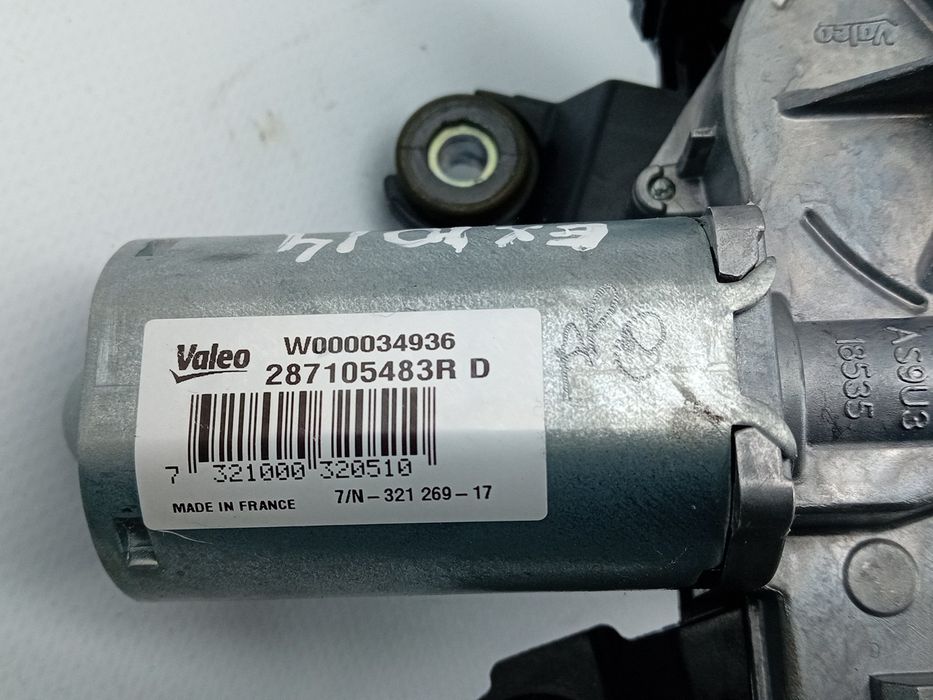 Valeo
Valeo
W000034936
287105483R D
7 321000 320510
7/N-321 269-17
MADE IN FRANCE
AS9U3
18535